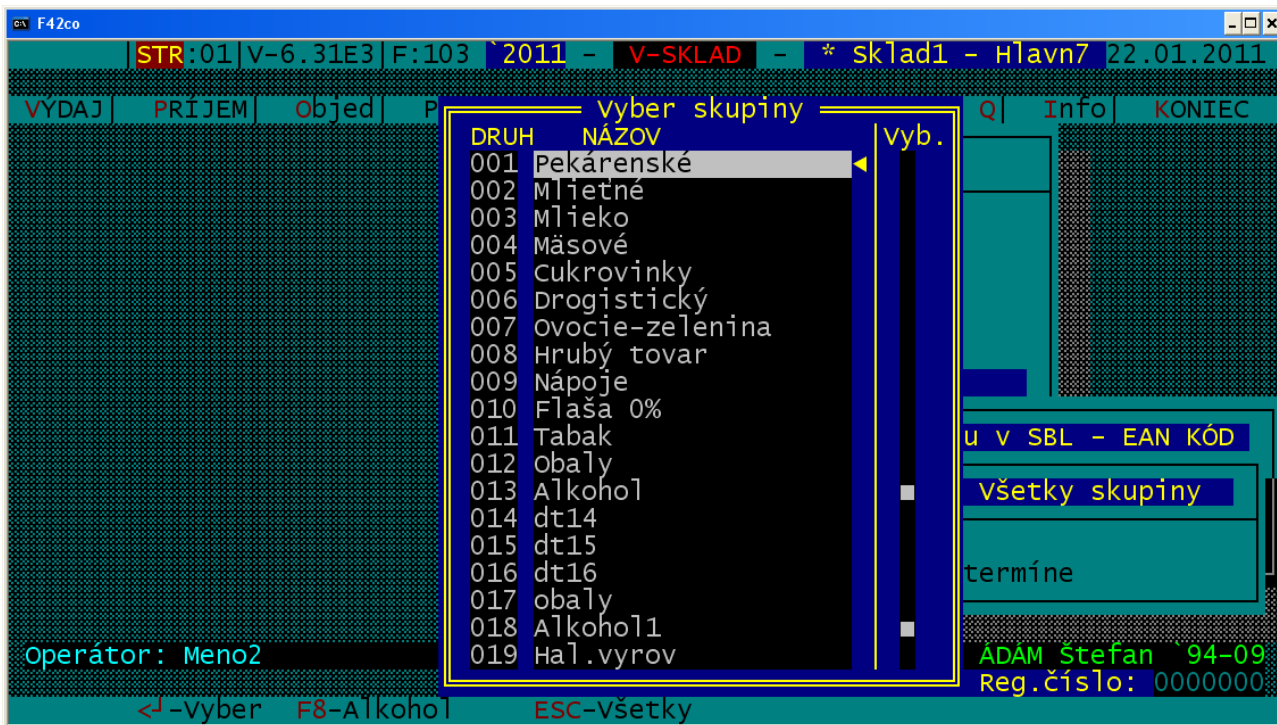 F42co
STR:01|V-6.31E3|F:103 `2011 - V-SKLAD - * Sklad1 - Hlavn7 22.01.2011
VÝDAJ| PRÍJEM| Objed| P Q| Info| KONIEC
Vyber skupiny
DRUH NÁZOV Vyb.
001 Pekárenské
002 Mlieťné
003 Mlieko
004 Mäsové
005 Cukrovinky
006 Drogistický
007 Ovocie-zelenina
008 Hrubý tovar
009 Nápoje
010 Flaša 0%
011 Tabak
u v SBL - EAN KÓD
012 Obaly
013 Alkohol
Všetky skupiny
014 dt14
015 dt15
016 dt16
termíne
017 obaly
018 Alkohol1
019 Hal.vyrov
Operátor: Meno2
ÁDÁM Štefan `94-09
Reg.číslo: 0000000
<┘-Vyber F8-Alkohol ESC-Všetky